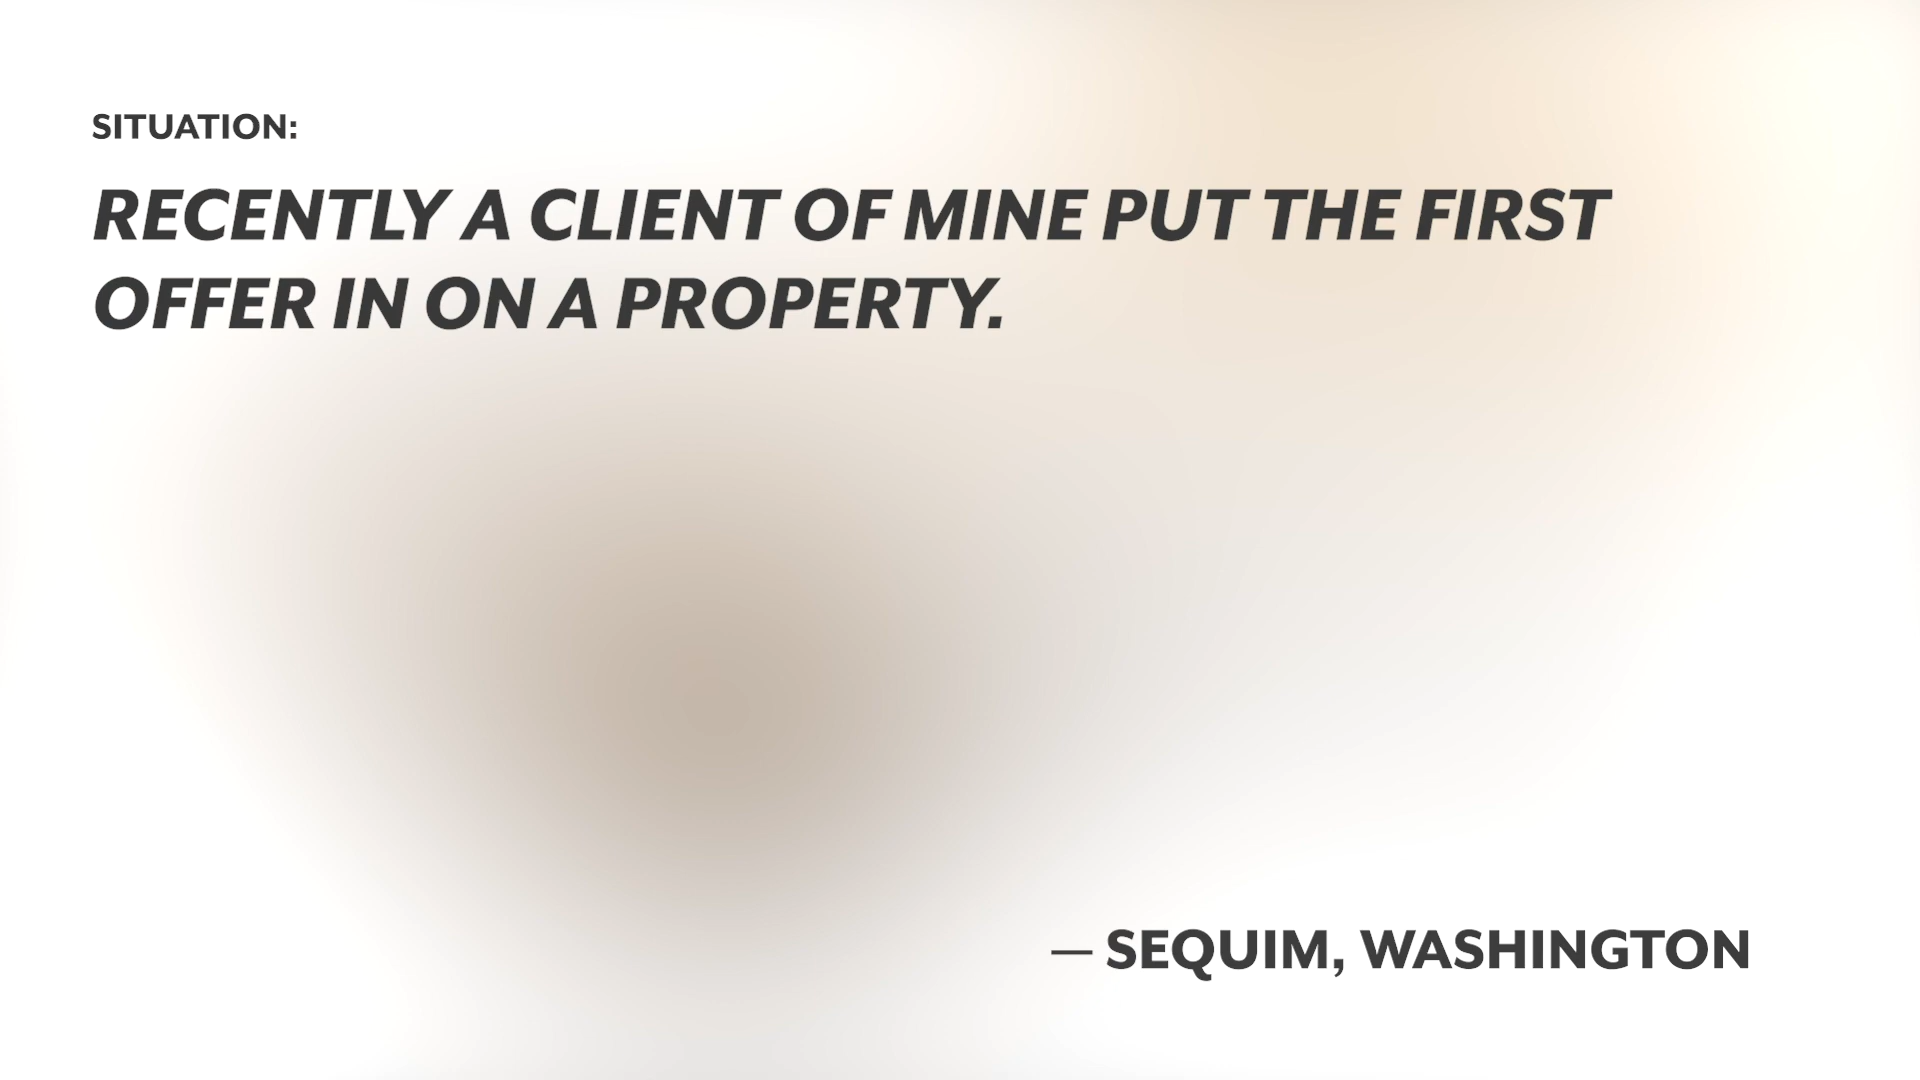 SITUATION:
RECENTLY A CLIENT OF MINE PUT THE FIRST
OFFER IN ON A PROPERTY.
— SEQUIM, WASHINGTON